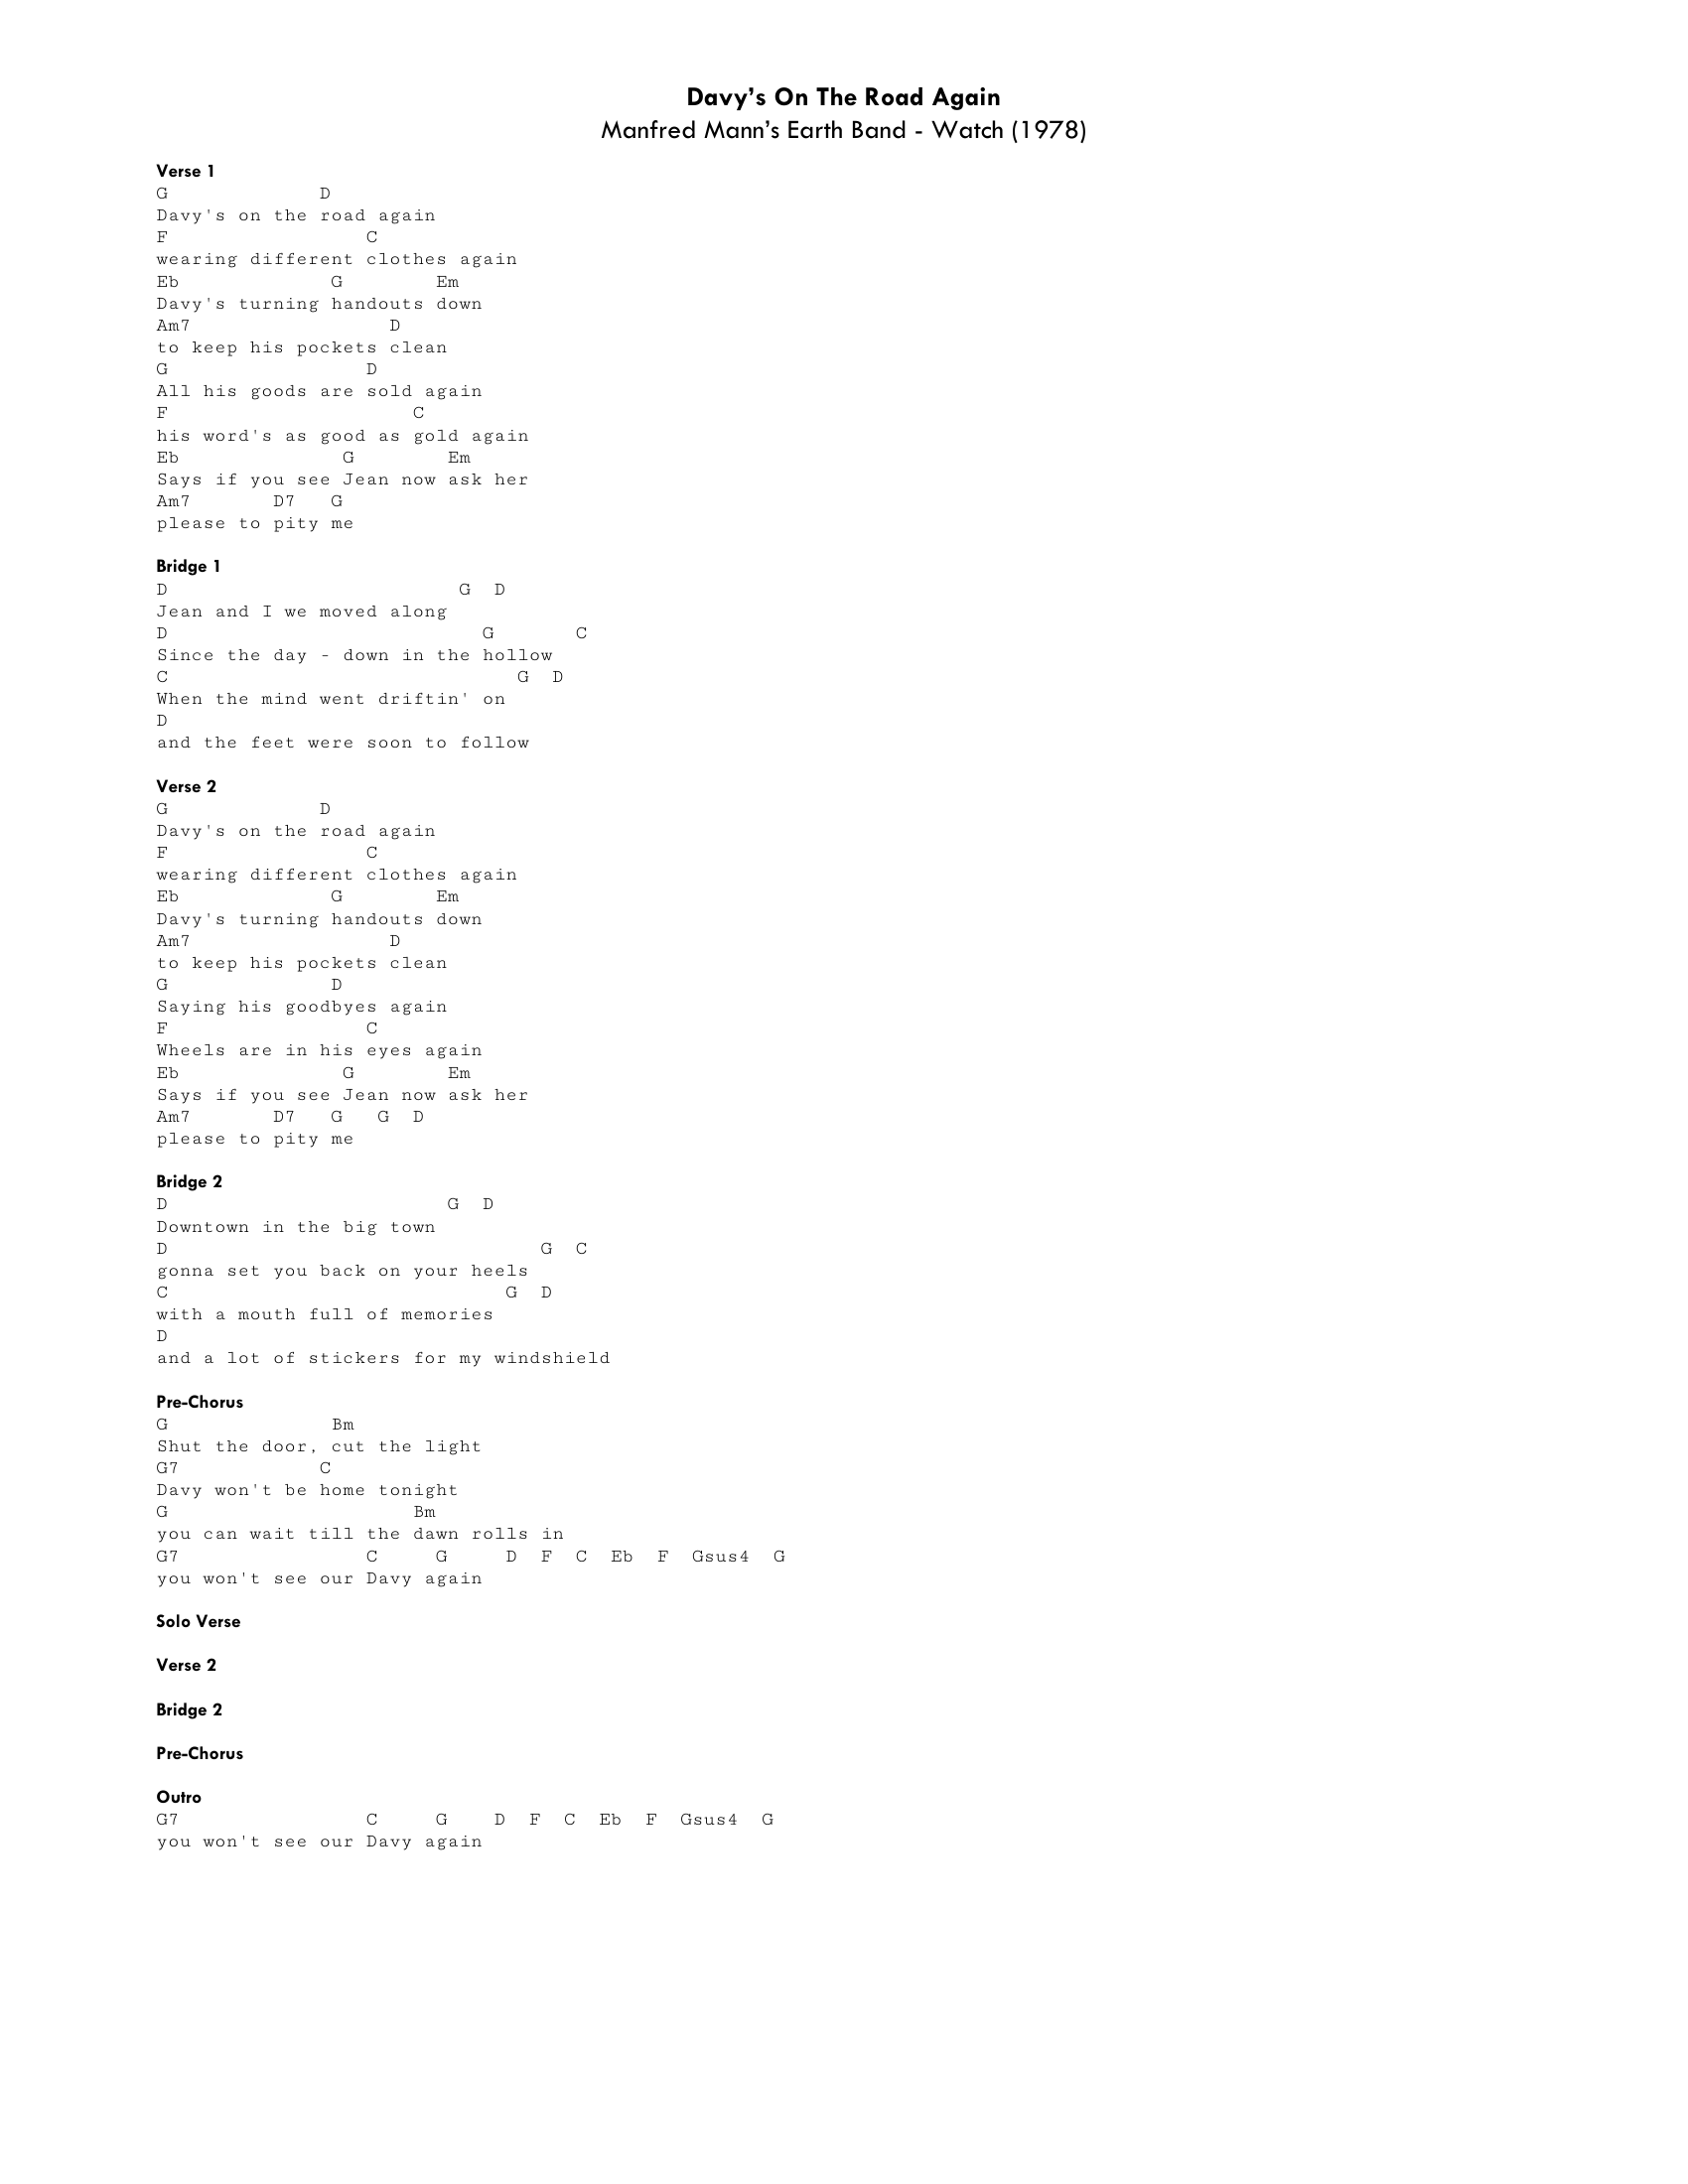 Davy’s On The Road Again
Manfred Mann’s Earth Band - Watch (1978)
Verse 1
G             D
Davy's on the road again
F                 C
wearing different clothes again
Eb             G        Em
Davy's turning handouts down
Am7                 D
to keep his pockets clean
G                 D
All his goods are sold again
F                     C
his word's as good as gold again
Eb              G        Em
Says if you see Jean now ask her
Am7       D7   G
please to pity me
Bridge 1
D                         G  D
Jean and I we moved along
D                           G       C
Since the day - down in the hollow
C                              G  D
When the mind went driftin' on
D
and the feet were soon to follow
Verse 2
G             D
Davy's on the road again
F                 C
wearing different clothes again
Eb             G        Em
Davy's turning handouts down
Am7                 D
to keep his pockets clean
G              D
Saying his goodbyes again
F                 C
Wheels are in his eyes again
Eb              G        Em
Says if you see Jean now ask her
Am7       D7   G   G  D
please to pity me
Bridge 2
D                        G  D
Downtown in the big town
D                                G  C
gonna set you back on your heels
C                             G  D
with a mouth full of memories
D
and a lot of stickers for my windshield
Pre-Chorus
G              Bm
Shut the door, cut the light
G7            C
Davy won't be home tonight
G                     Bm
you can wait till the dawn rolls in
G7                C     G     D  F  C  Eb  F  Gsus4  G
you won't see our Davy again
Solo Verse
Verse 2
Bridge 2
Pre-Chorus
Outro
G7                C     G    D  F  C  Eb  F  Gsus4  G
you won't see our Davy again